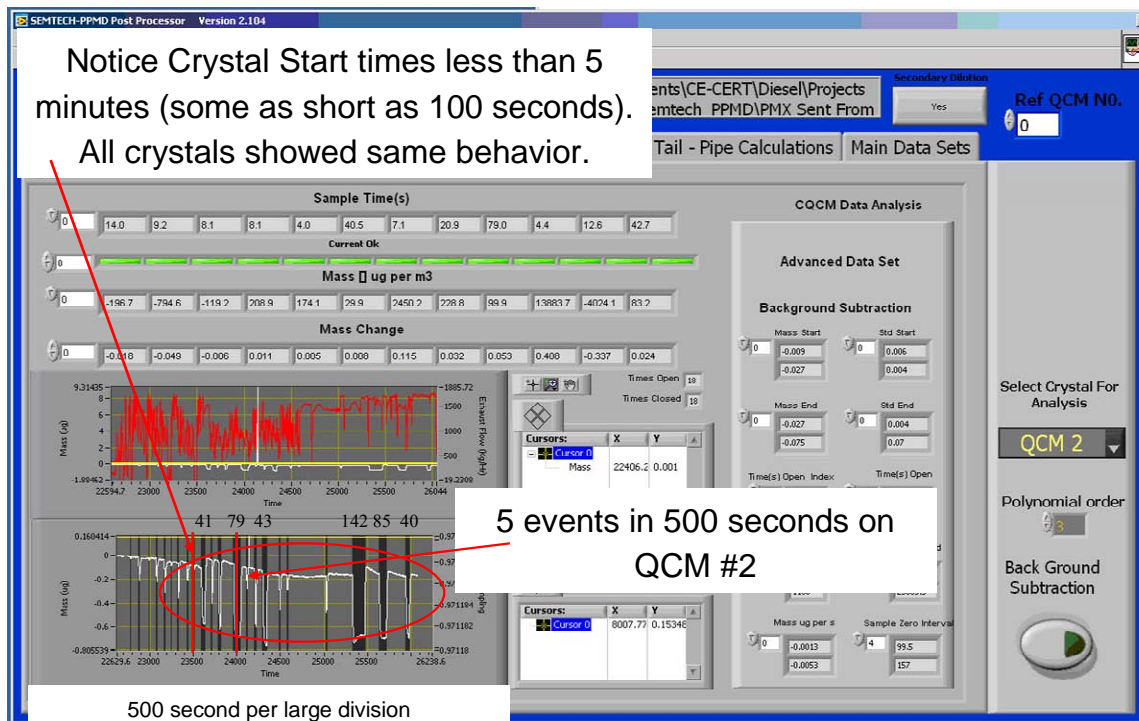 SEMTECH-PPMD Post Processor Version 2.104
Notice Crystal Start times less than 5
minutes (some as short as 100 seconds).
All crystals showed same behavior.
ents\CE-CERT\Diesel\Projects
emtech PPMD\PMX Sent From
Secondary Dilution
Yes
Ref QCM N0.
0
Tail - Pipe Calculations Main Data Sets
Sample Time(s)
0 14.0 9.2 8.1 8.1 4.0 40.5 7.1 20.9 79.0 4.4 12.6 42.7
Current Ok
0
Mass [] ug per m3
0 -196.7 -794.6 -119.2 208.9 174.1 29.9 2450.2 228.8 99.9 13883.7 -4024.1 83.2
Mass Change
0 -0.018 -0.049 -0.006 0.011 0.005 0.008 0.115 0.032 0.053 0.408 -0.337 0.024
CQCM Data Analysis
Advanced Data Set
Background Subtraction
Mass Start Std Start
0 -0.009 0 0.006
-0.027 0.004
Mass End Std End
0 -0.027 0 0.004
-0.075 0.07
Time(s) Open Index Time(s) Open
Mass ug per s Sample Zero Interval
0 -0.0013 4 99.5
-0.0053 157
Select Crystal For
Analysis
QCM 2
Polynomial order
3
Back Ground
Subtraction
9.31435
8
6
4
2
0
-1.89462
Mass (ug)
1885.72
1500
1000
500
-19.2208
Exhaust Flow (kg/Hr)
22594.7 23000 23500 24000 24500 25000 25500 26044
Time
Times Open 18
Times Closed 18
Cursors: X Y
Cursor 0
Mass 22406.2 0.001
5 events in 500 seconds on
QCM #2
41 79 43 142 85 40
0.160414
0
-0.2
-0.4
-0.6
-0.805539
Mass (ug)
-0.971194
-0.971182
-0.97118
22629.6 23000 23500 24000 24500 25000 25500 26238.6
Time
Cursors: X Y
Cursor 0 8007.77 0.15348
500 second per large division